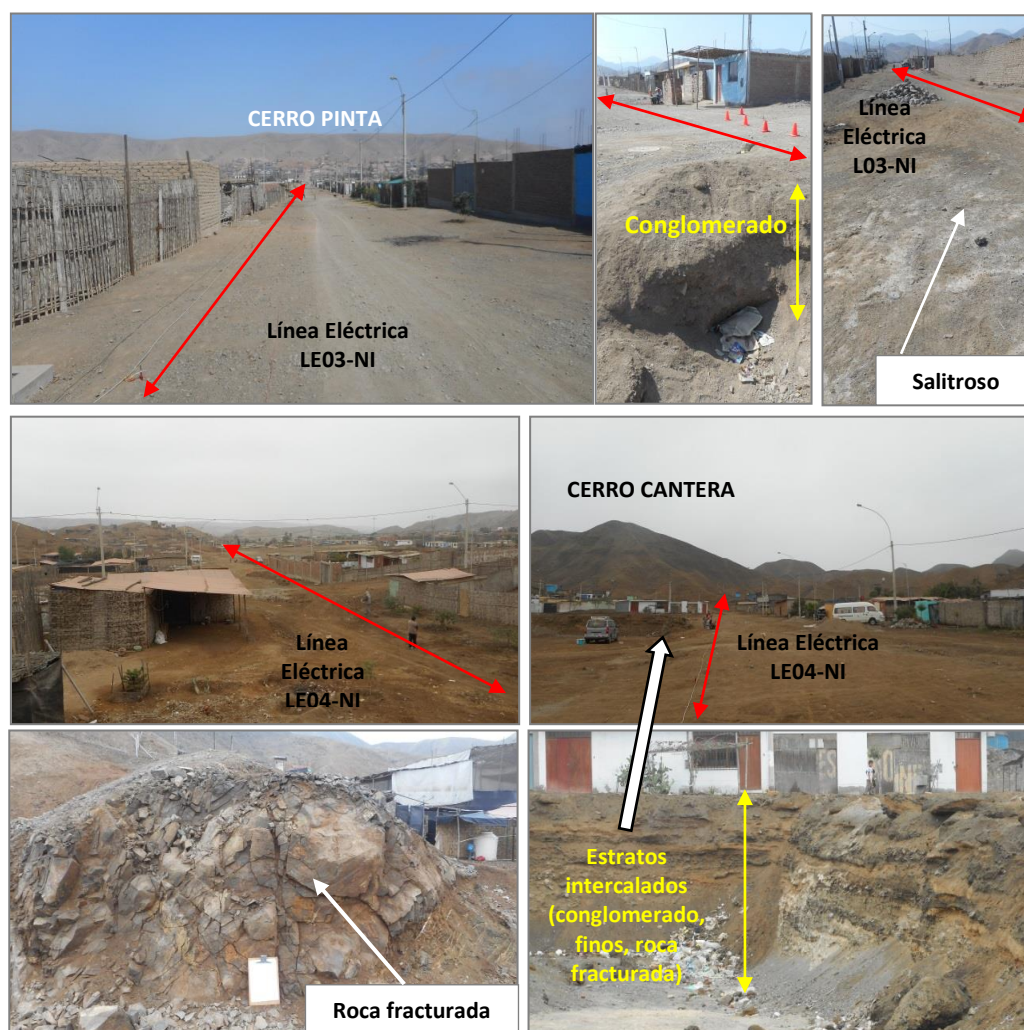 CERRO PINTA
Línea Eléctrica
LE03-NI
Conglomerado
Línea
Eléctrica
L03-NI
Salitroso
Línea
Eléctrica
LE04-NI
CERRO CANTERA
Línea Eléctrica
LE04-NI
Roca fracturada
Estratos
intercalados
(conglomerado,
finos, roca
fracturada)